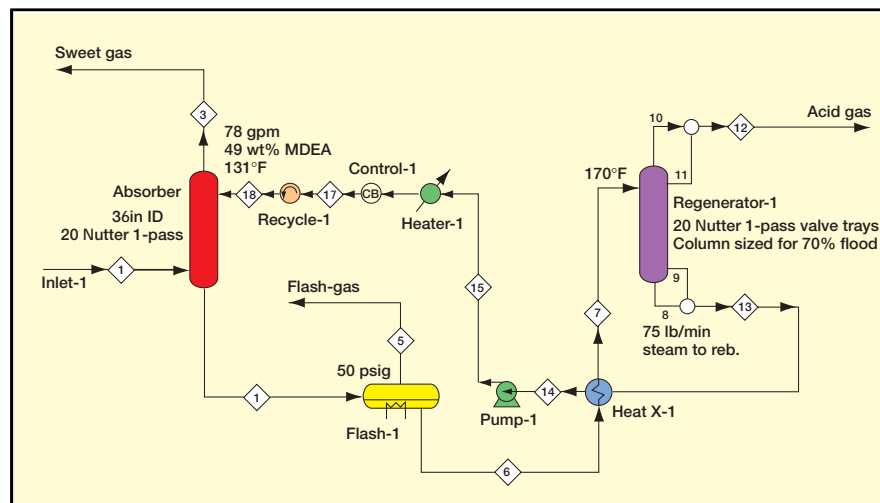 Sweet gas
3
78 gpm
49 wt% MDEA
131°F
Absorber
36in ID
20 Nutter 1-pass
Inlet-1
1
18
Recycle-1
17
Control-1
CB
Heater-1
15
Flash-gas
5
50 psig
1
Flash-1
6
Pump-1
14
Heat X-1
7
170°F
10
11
12
Acid gas
Regenerator-1
20 Nutter 1-pass valve trays
Column sized for 70% flood
9
8
13
75 lb/min
steam to reb.